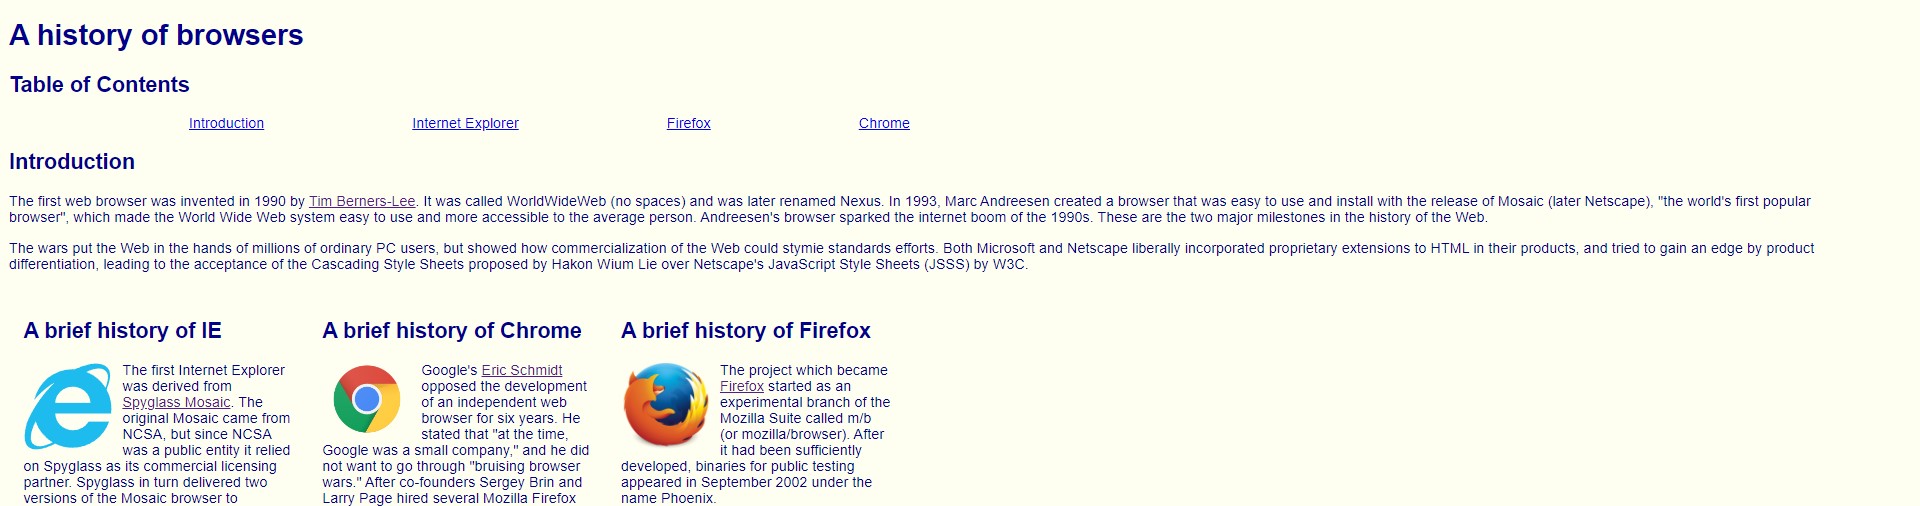 A history of browsers
Table of Contents
Introduction Internet Explorer Firefox Chrome
Introduction
The first web browser was invented in 1990 by Tim Berners-Lee. It was called WorldWideWeb (no spaces) and was later renamed Nexus. In 1993, Marc Andreesen created a browser that was easy to use and install with the release of Mosaic (later Netscape), "the world's first popular
browser", which made the World Wide Web system easy to use and more accessible to the average person. Andreesen's browser sparked the internet boom of the 1990s. These are the two major milestones in the history of the Web.
The wars put the Web in the hands of millions of ordinary PC users, but showed how commercialization of the Web could stymie standards efforts. Both Microsoft and Netscape liberally incorporated proprietary extensions to HTML in their products, and tried to gain an edge by product
differentiation, leading to the acceptance of the Cascading Style Sheets proposed by Hakon Wium Lie over Netscape's JavaScript Style Sheets (JSSS) by W3C.
A brief history of IE
The first Internet Explorer
was derived from
Spyglass Mosaic. The
original Mosaic came from
NCSA, but since NCSA
was a public entity it relied
on Spyglass as its commercial licensing
partner. Spyglass in turn delivered two
versions of the Mosaic browser to
A brief history of Chrome
Google's Eric Schmidt
opposed the development
of an independent web
browser for six years. He
stated that "at the time,
Google was a small company," and he did
not want to go through "bruising browser
wars." After co-founders Sergey Brin and
Larry Page hired several Mozilla Firefox
A brief history of Firefox
The project which became
Firefox started as an
experimental branch of the
Mozilla Suite called m/b
(or mozilla/browser). After
it had been sufficiently
developed, binaries for public testing
appeared in September 2002 under the
name Phoenix.